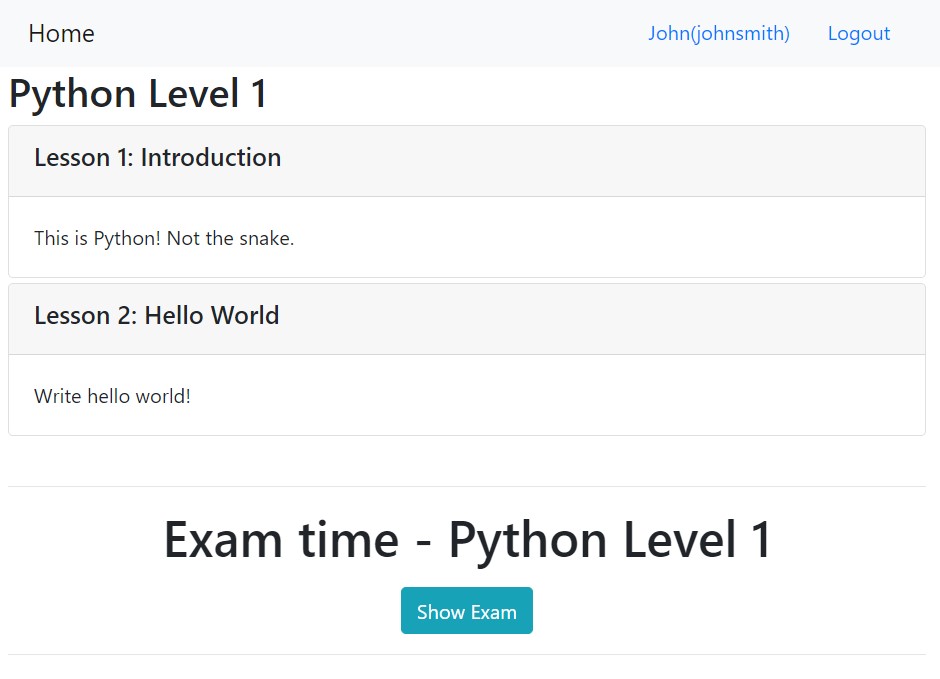 Home John(johnsmith) Logout
Python Level 1
Lesson 1: Introduction
This is Python! Not the snake.
Lesson 2: Hello World
Write hello world!
Exam time - Python Level 1
Show Exam